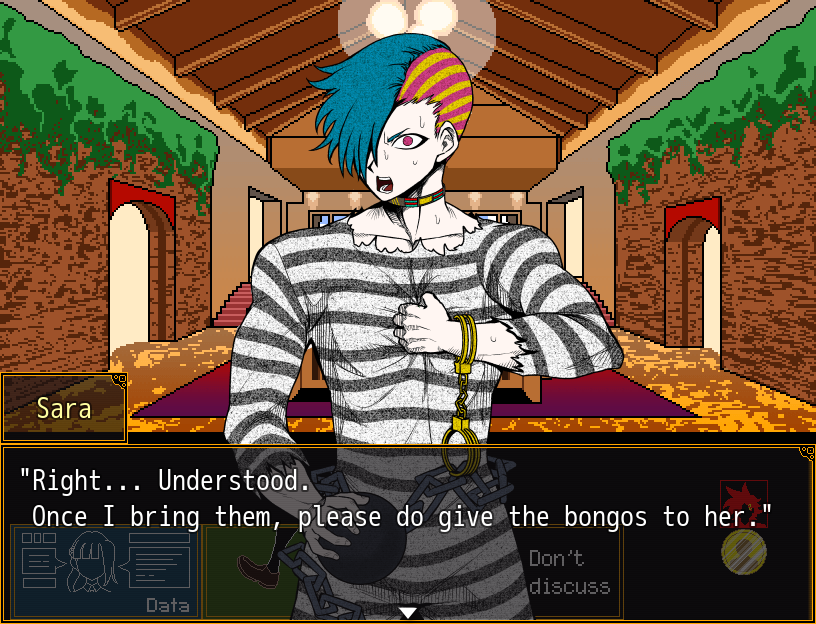 Sara
"Right... Understood.
Once I bring them, please do give the bongos to her."
Don't
discuss
Data